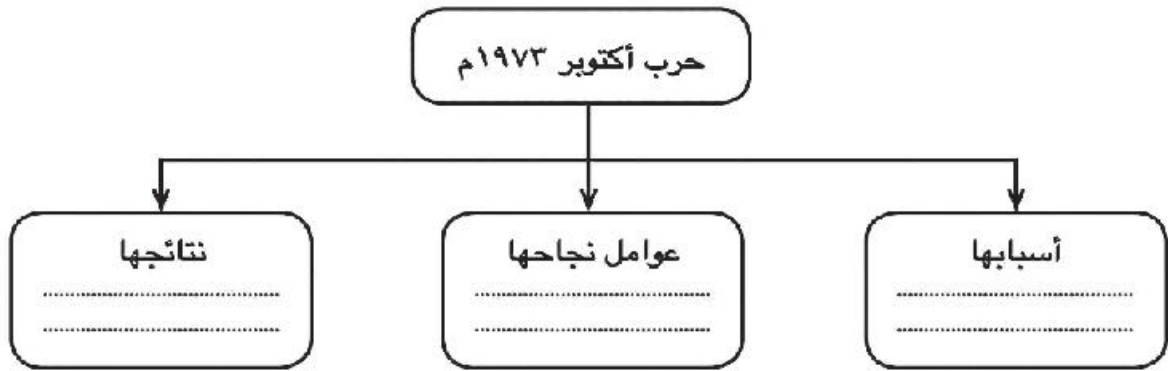 حرب أكتوبر ١٩٧٣م
أسبابها
عوامل نجاحها
نتائجها